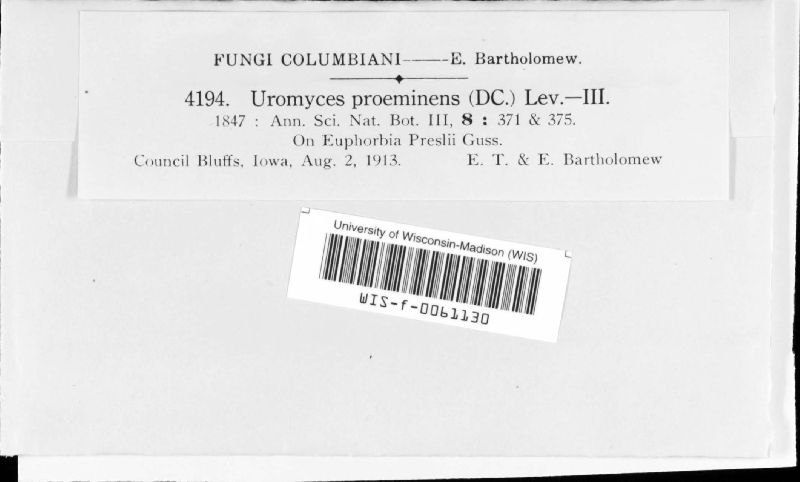 FUNGI COLUMBIANI——E. Bartholomew.
4194. Uromyces proeminens (DC.) Lev.—III.
1847 : Ann. Sci. Nat. Bot. III, 8 : 371 & 375.
On Euphorbia Preslii Guss.
Council Bluffs, Iowa, Aug. 2, 1913. E. T. & E. Bartholomew
University of Wisconsin-Madison (WIS)
WIS-f-0061130